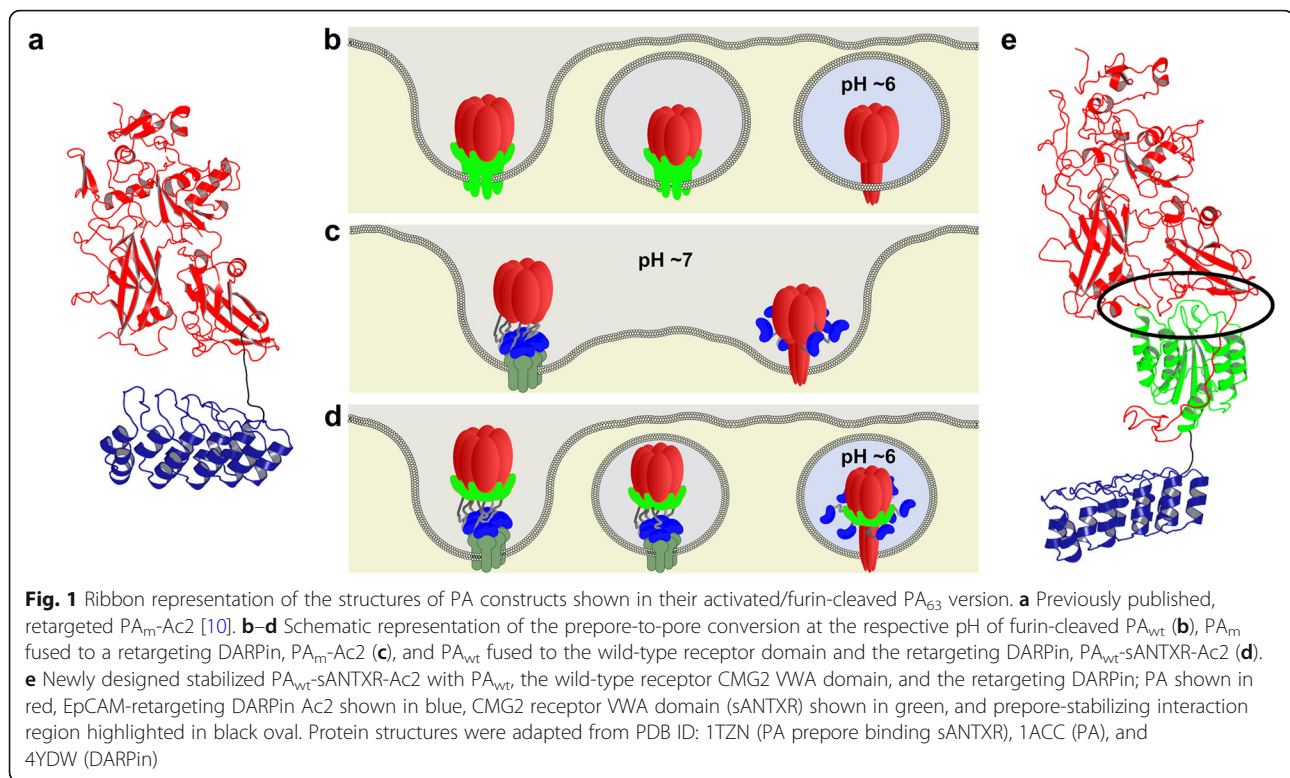 a
b
e
pH ~6
c
pH ~7
d
pH ~6
Fig. 1 Ribbon representation of the structures of PA constructs shown in their activated/furin-cleaved PA63 version. a Previously published,
retargeted PAm-Ac2 [10]. b–d Schematic representation of the prepore-to-pore conversion at the respective pH of furin-cleaved PAwt (b), PAm
fused to a retargeting DARPin, PAm-Ac2 (c), and PAwt fused to the wild-type receptor domain and the retargeting DARPin, PAwt-sANTXR-Ac2 (d).
e Newly designed stabilized PAwt-sANTXR-Ac2 with PAwt, the wild-type receptor CMG2 VWA domain, and the retargeting DARPin; PA shown in
red, EpCAM-retargeting DARPin Ac2 shown in blue, CMG2 receptor VWA domain (sANTXR) shown in green, and prepore-stabilizing interaction
region highlighted in black oval. Protein structures were adapted from PDB ID: 1TZN (PA prepore binding sANTXR), 1ACC (PA), and
4YDW (DARPin)